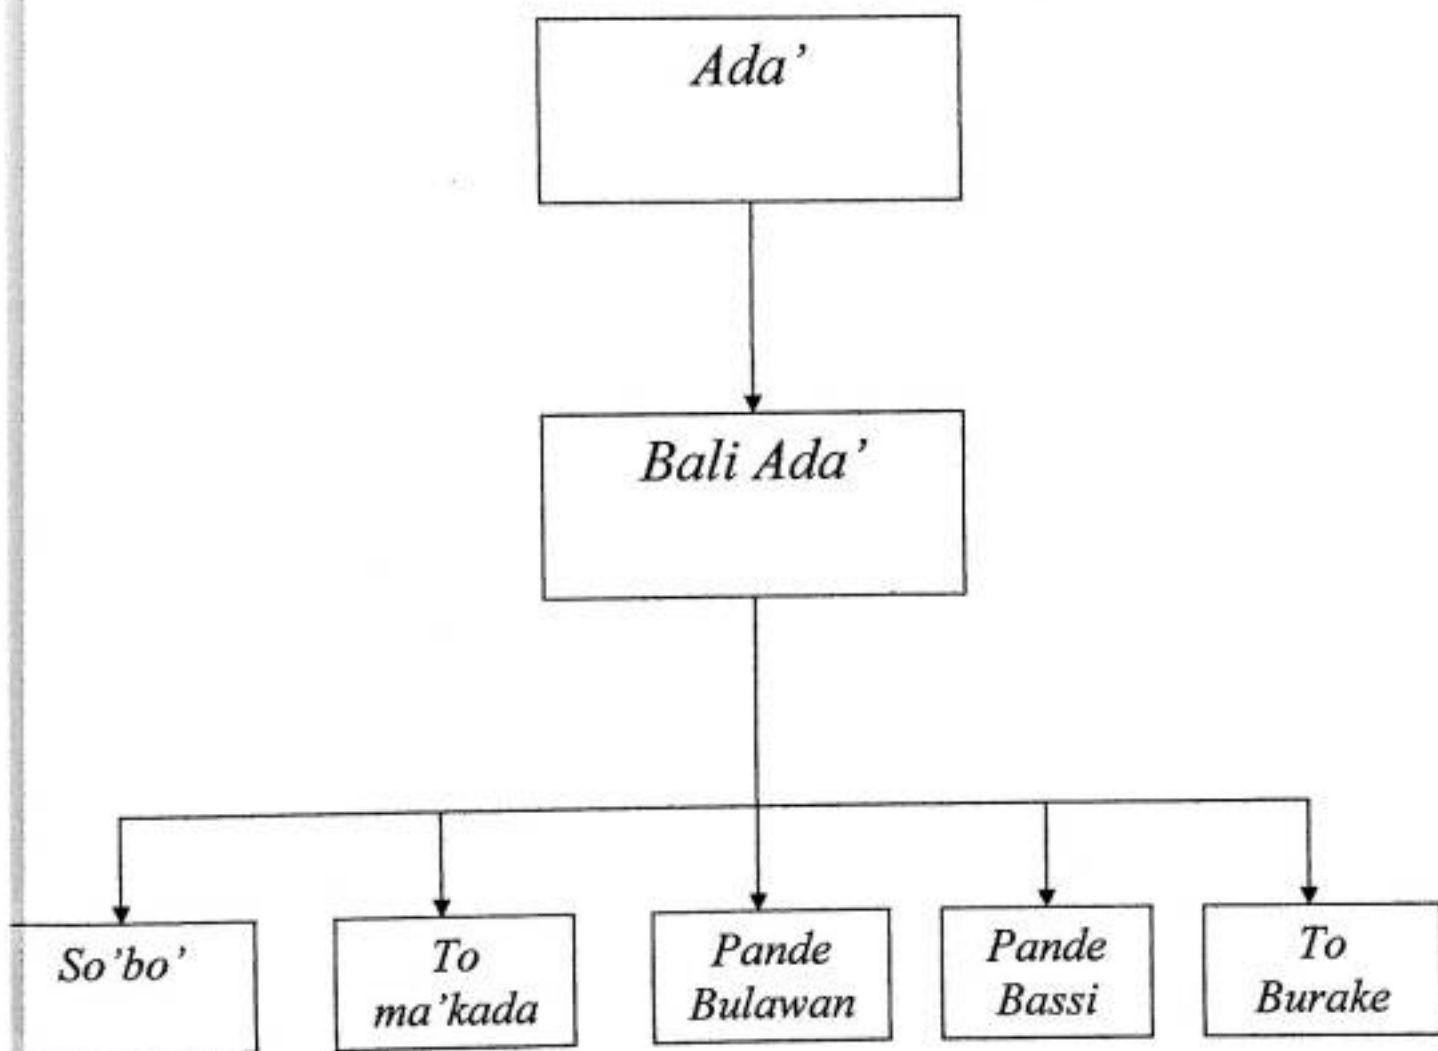 Ada’
Bali Ada’
So’bo’
To
ma’kada
Pande
Bulawan
Pande
Bassi
To
Burake